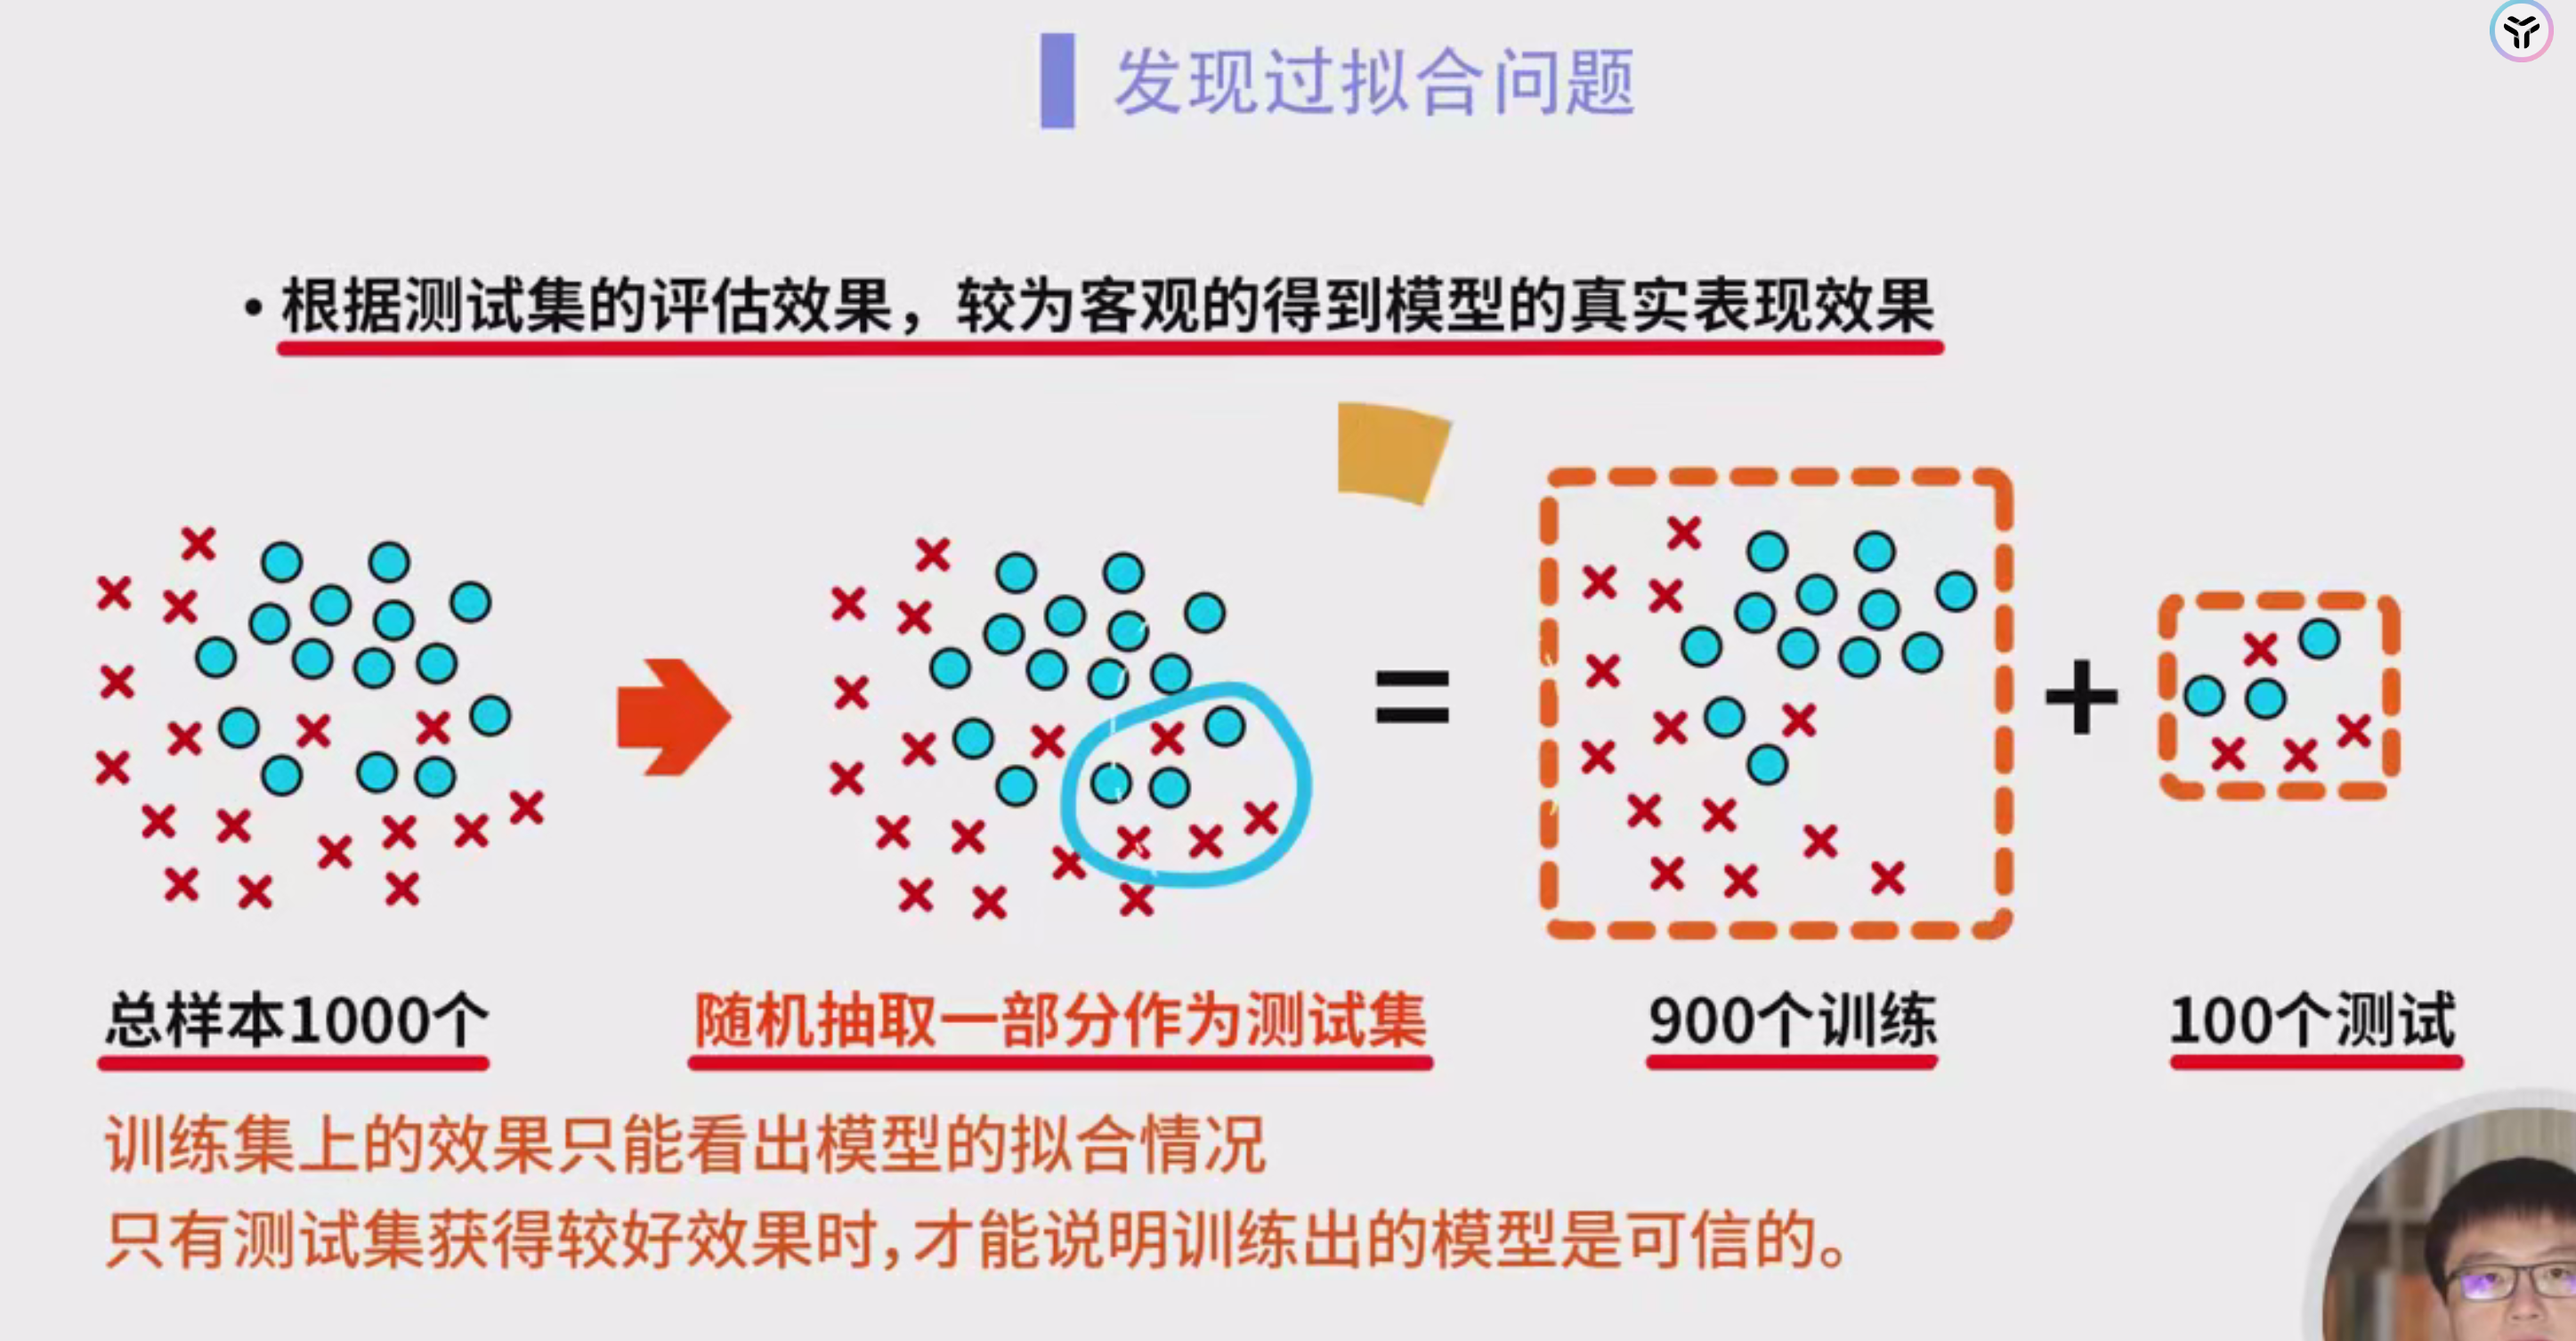 发现过拟合问题
• 根据测试集的评估效果，较为客观的得到模型的真实表现效果
=
+
总样本1000个
随机抽取一部分作为测试集
900个训练
100个测试
训练集上的效果只能看出模型的拟合情况
只有测试集获得较好效果时,才能说明训练出的模型是可信的。